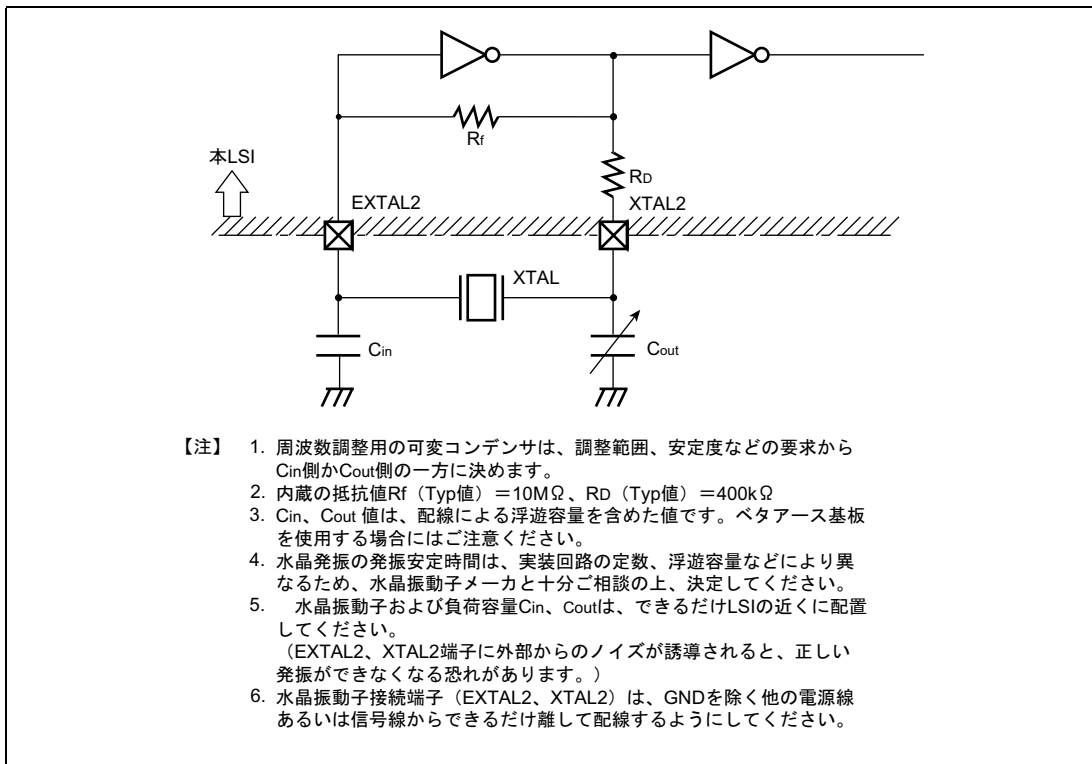 Rf
本LSI
RD
EXTAL2
XTAL2
XTAL
Cin
Cout
【注】 1. 周波数調整用の可変コンデンサは、調整範囲、安定度などの要求から
Cin側かCout側の一方に決めます。
2. 内蔵の抵抗値Rf（Typ値）＝10MΩ、RD（Typ値）＝400kΩ
3. Cin、Cout 値は、配線による浮遊容量を含めた値です。ベタアース基板
を使用する場合にはご注意ください。
4. 水晶発振の発振安定時間は、実装回路の定数、浮遊容量などにより異
なるため、水晶振動子メーカと十分ご相談の上、決定してください。
5. 水晶振動子および負荷容量Cin、Coutは、できるだけLSIの近くに配置
してください。
（EXTAL2、XTAL2端子に外部からのノイズが誘導されると、正しい
発振ができなくなる恐れがあります。）
6. 水晶振動子接続端子（EXTAL2、XTAL2）は、GNDを除く他の電源線
あるいは信号線からできるだけ離して配線するようにしてください。